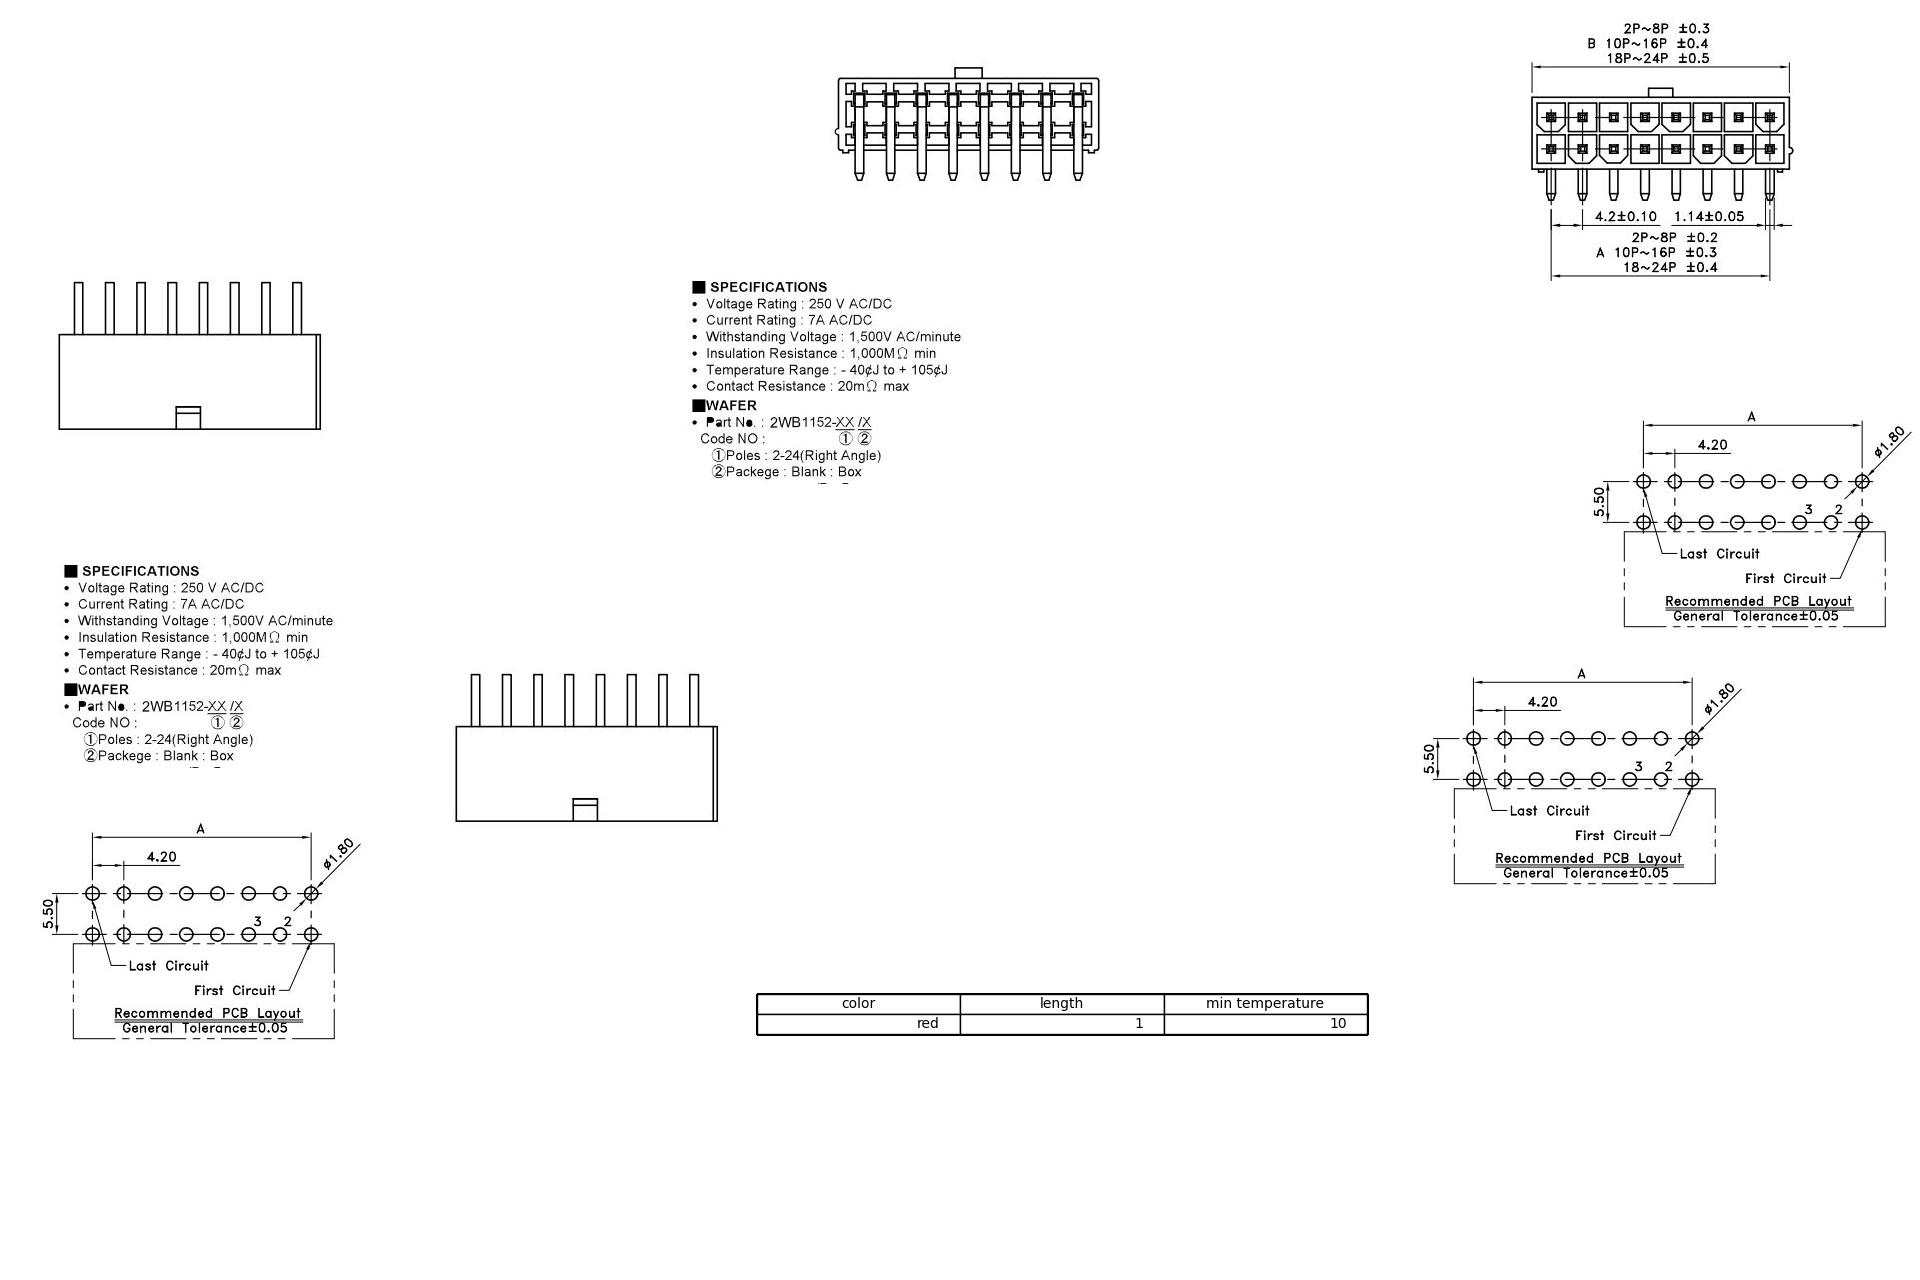 2P~8P ±0.3
B 10P~16P ±0.4
18P~24P ±0.5
4.2±0.10 1.14±0.05
2P~8P ±0.2
A 10P~16P ±0.3
18~24P ±0.4
■ SPECIFICATIONS
• Voltage Rating : 250 V AC/DC
• Current Rating : 7A AC/DC
• Withstanding Voltage : 1,500V AC/minute
• Insulation Resistance : 1,000MΩ min
• Temperature Range : - 40¢J to + 105¢J
• Contact Resistance : 20mΩ max
■WAFER
• Part No. : 2WB1152-XX /X
Code NO : ① ②
①Poles : 2-24(Right Angle)
②Packege : Blank : Box
A
4.20
ø1.80
5.50
3 2
Last Circuit
First Circuit
Recommended PCB Layout
General Tolerance±0.05
■ SPECIFICATIONS
• Voltage Rating : 250 V AC/DC
• Current Rating : 7A AC/DC
• Withstanding Voltage : 1,500V AC/minute
• Insulation Resistance : 1,000MΩ min
• Temperature Range : - 40¢J to + 105¢J
• Contact Resistance : 20mΩ max
■WAFER
• Part No. : 2WB1152-XX /X
Code NO : ① ②
①Poles : 2-24(Right Angle)
②Packege : Blank : Box
A
4.20
ø1.80
5.50
3 2
Last Circuit
First Circuit
Recommended PCB Layout
General Tolerance±0.05
A
4.20
ø1.80
5.50
3 2
Last Circuit
First Circuit
Recommended PCB Layout
General Tolerance±0.05
color length min temperature
red 1 10